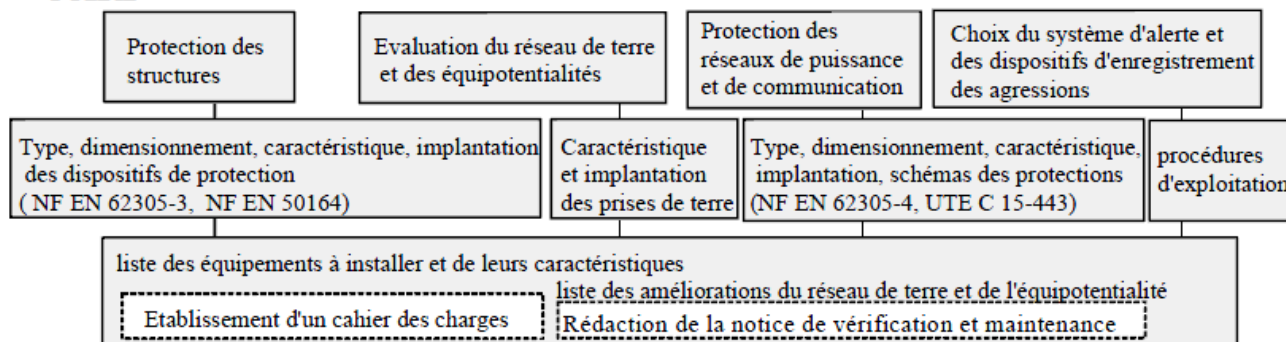 Protection des
structures
Evaluation du réseau de terre
et des équipotentialités
Protection des
réseaux de puissance
et de communication
Choix du système d'alerte et
des dispositifs d'enregistrement
des agressions
Type, dimensionnement, caractéristique, implantation
des dispositifs de protection
( NF EN 62305-3, NF EN 50164)
Caractéristique
et implantation
des prises de terre
Type, dimensionnement, caractéristique,
implantation, schémas des protections
(NF EN 62305-4, UTE C 15-443)
procédures
d'exploitation
liste des équipements à installer et de leurs caractéristiques
liste des améliorations du réseau de terre et de l'équipotentialité
Etablissement d'un cahier des charges
Rédaction de la notice de vérification et maintenance